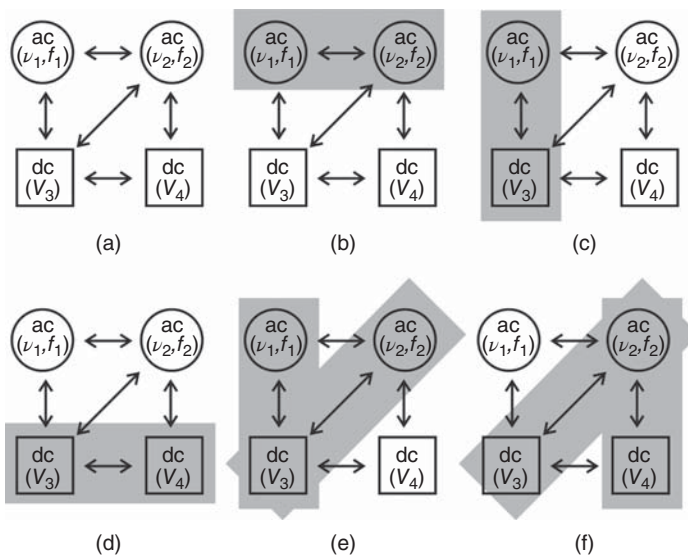 ac ac ac ac ac ac
(ν₁,f₁) (ν₂,f₂) (ν₁,f₁) (ν₂,f₂) (ν₁,f₁) (ν₂,f₂)
dc dc dc dc dc dc
(V₃) (V₄) (V₃) (V₄) (V₃) (V₄)
(a) (b) (c)
ac ac ac ac ac ac
(ν₁,f₁) (ν₂,f₂) (ν₁,f₁) (ν₂,f₂) (ν₁,f₁) (ν₂,f₂)
dc dc dc dc dc dc
(V₃) (V₄) (V₃) (V₄) (V₃) (V₄)
(d) (e) (f)